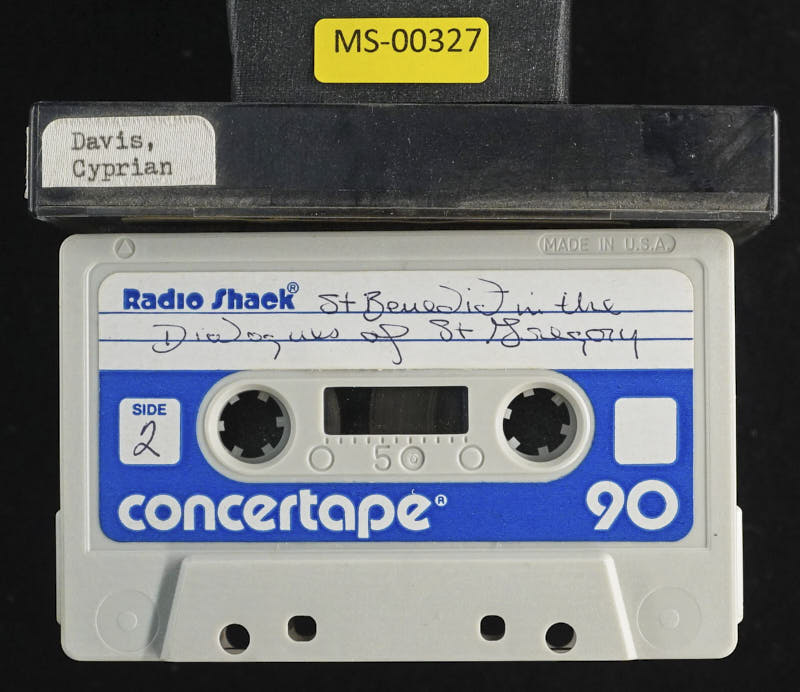 MS-00327
Davis,
Cyprian
MADE IN U.S.A.
Radio Shack® St Benedict in the
Dialogues of St Gregory
SIDE
2
50
concertape®
90